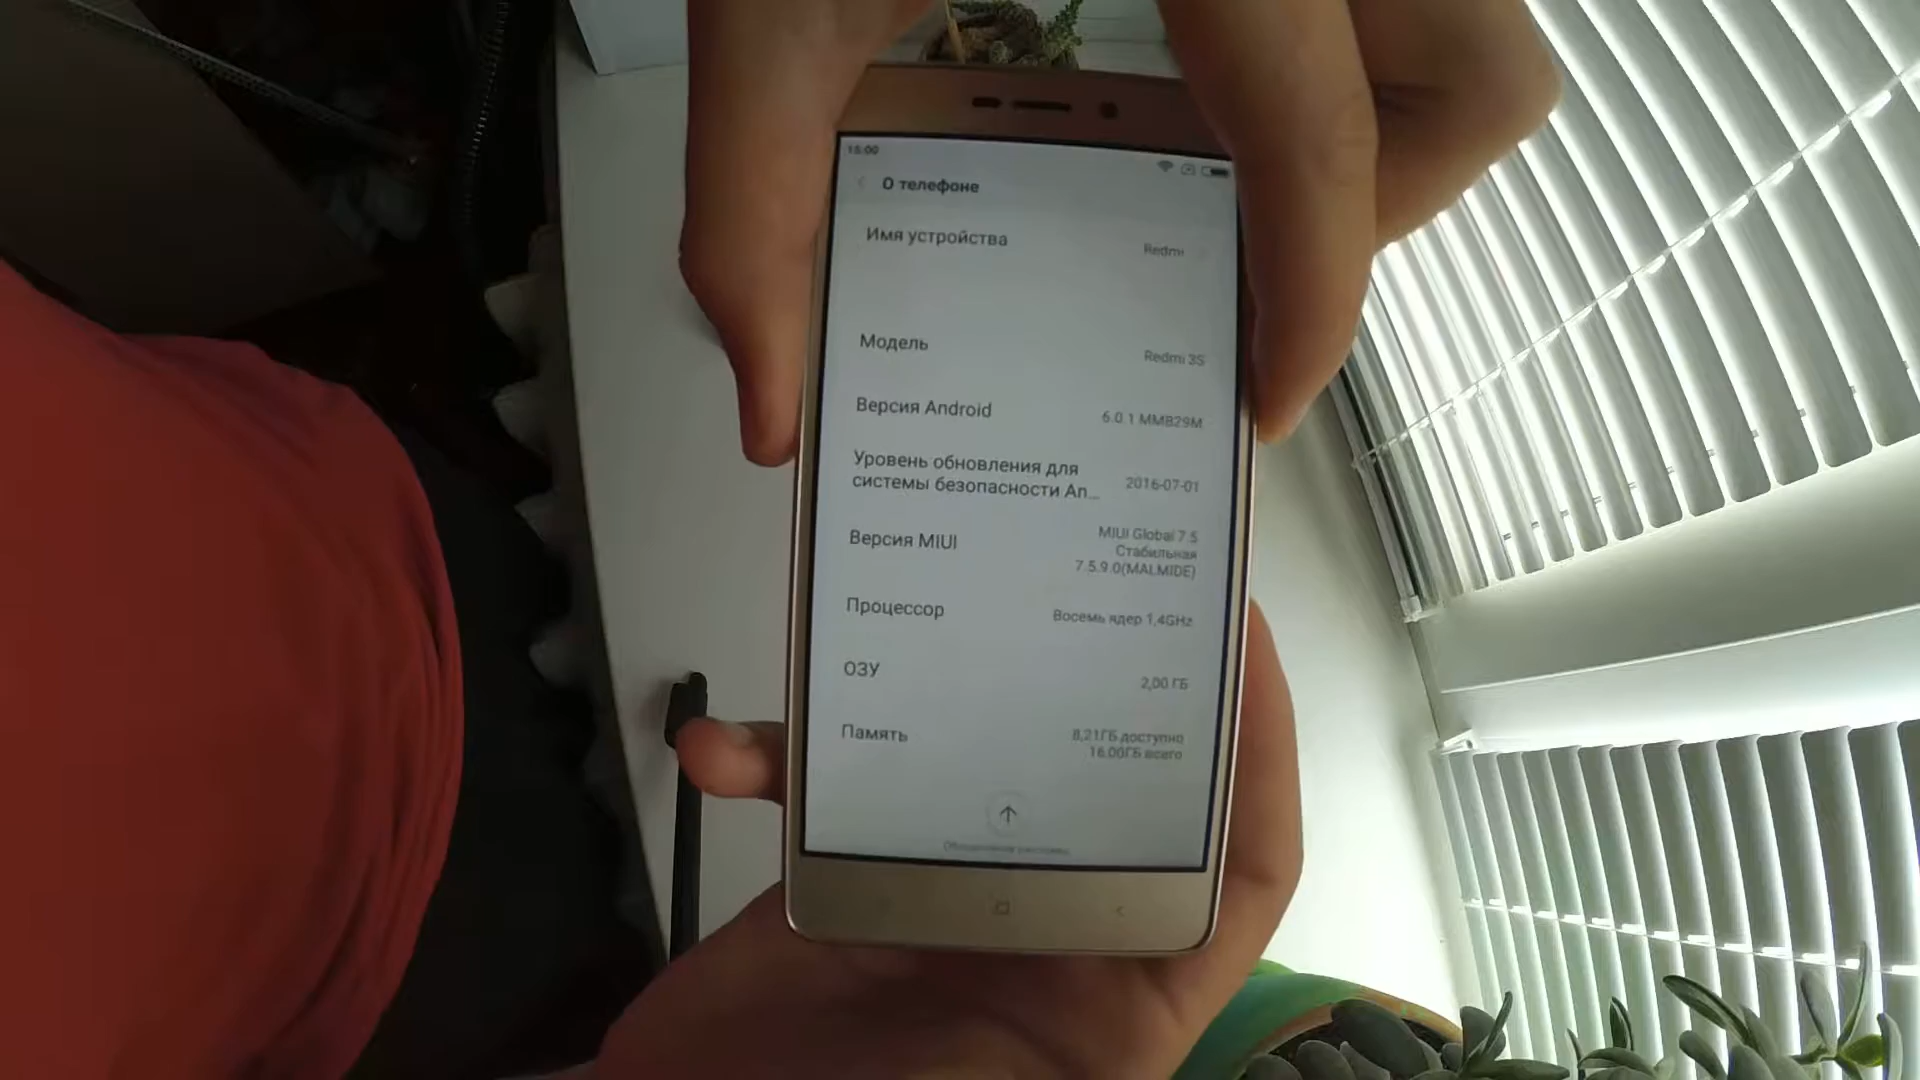 15:00
О телефоне
Имя устройства
Redmi
Модель
Redmi 3S
Версия Android
6.0.1 MMB29M
Уровень обновления для
системы безопасности An...
2016-07-01
Версия MIUI
MIUI Global 7.5
Стабильная
7.5.9.0(MALMIDE)
Процессор
Восемь ядер 1,4GHz
ОЗУ
2,00 ГБ
Память
8,21ГБ доступно
16.00ГБ всего